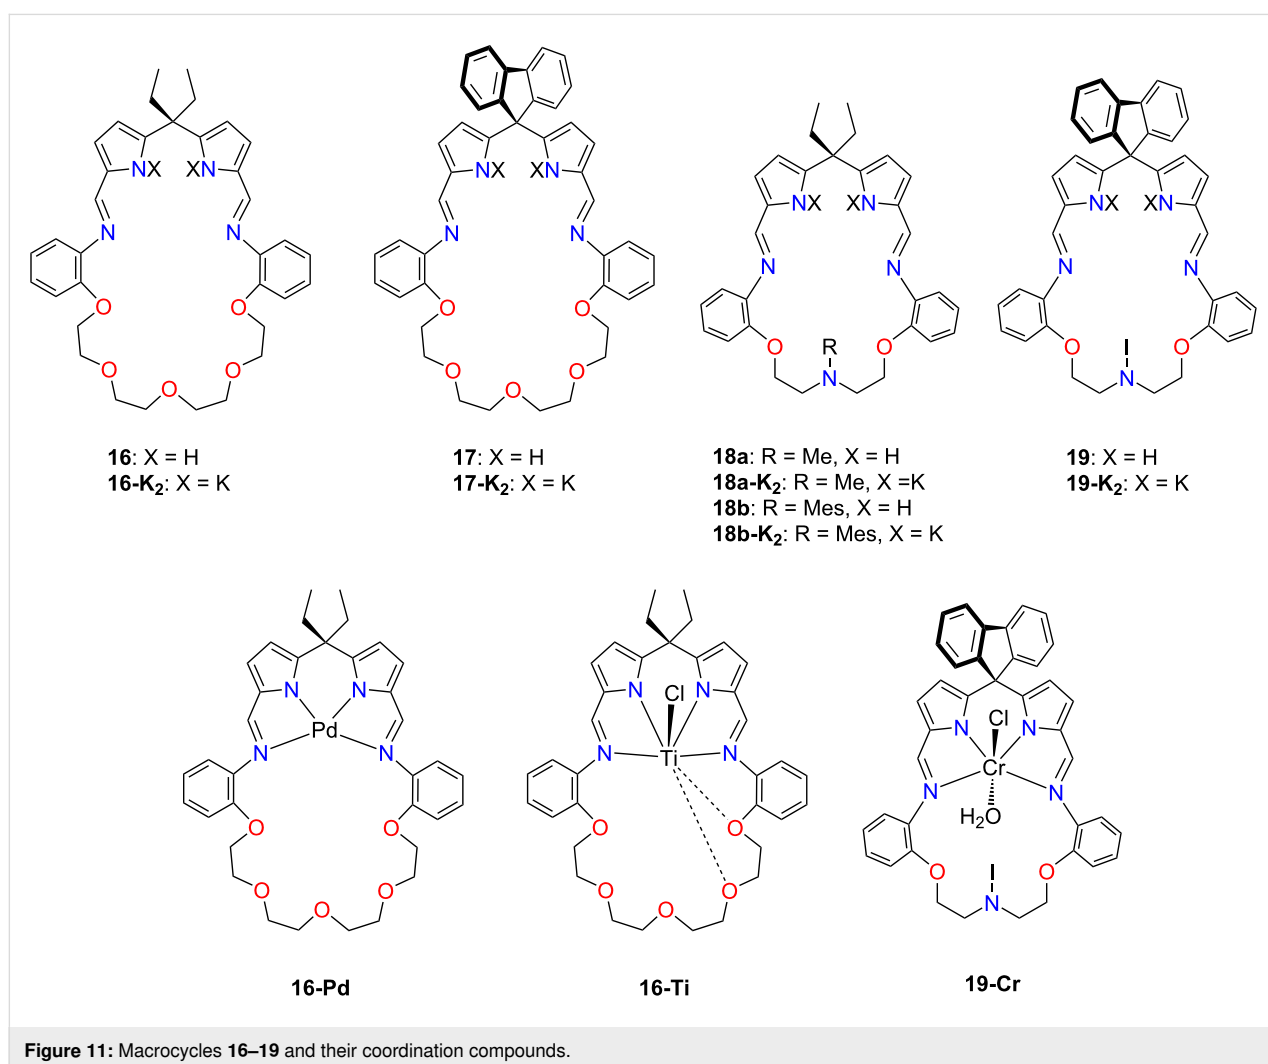 NX XN NX XN
N N N N
O O O O
O O O O O O
NX XN NX XN
N N N N
O R O O I O
N N
16: X = H
16-K2: X = K
17: X = H
17-K2: X = K
18a: R = Me, X = H
18a-K2: R = Me, X =K
18b: R = Mes, X = H
18b-K2: R = Mes, X = K
19: X = H
19-K2: X = K
N N
Pd
N N
O O
O O O
16-Pd
N Cl N
N Ti N
O O
O O O
16-Ti
N Cl N
Cr
N N
H2O
O I O
N
19-Cr
Figure 11: Macrocycles 16–19 and their coordination compounds.